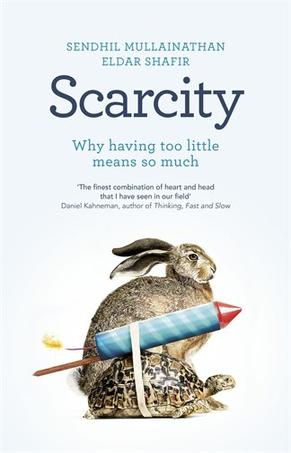 SENDHIL MULLAINATHAN
ELDAR SHAFIR
Scarcity
Why having too little
means so much
‘The finest combination of heart and head
that I have seen in our field’
Daniel Kahneman, author of Thinking, Fast and Slow